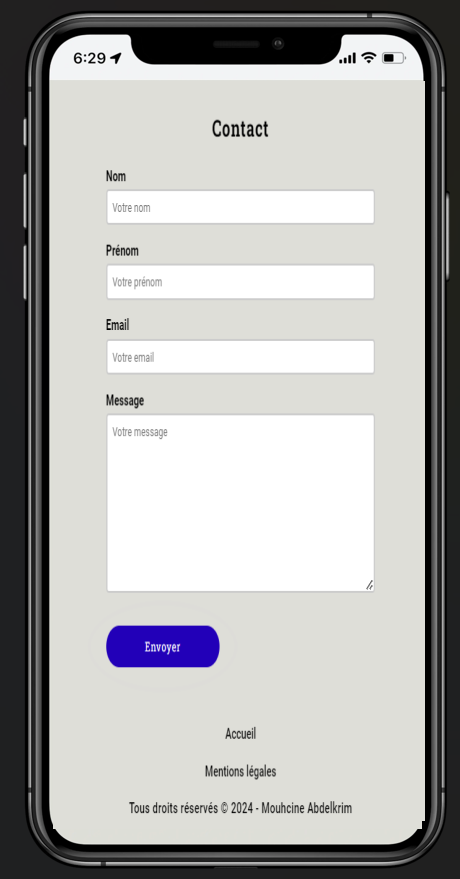 6:29
Contact
Nom
Votre nom
Prénom
Votre prénom
Email
Votre email
Message
Votre message
Envoyer
Accueil
Mentions légales
Tous droits réservés © 2024 - Mouhcine Abdelkrim